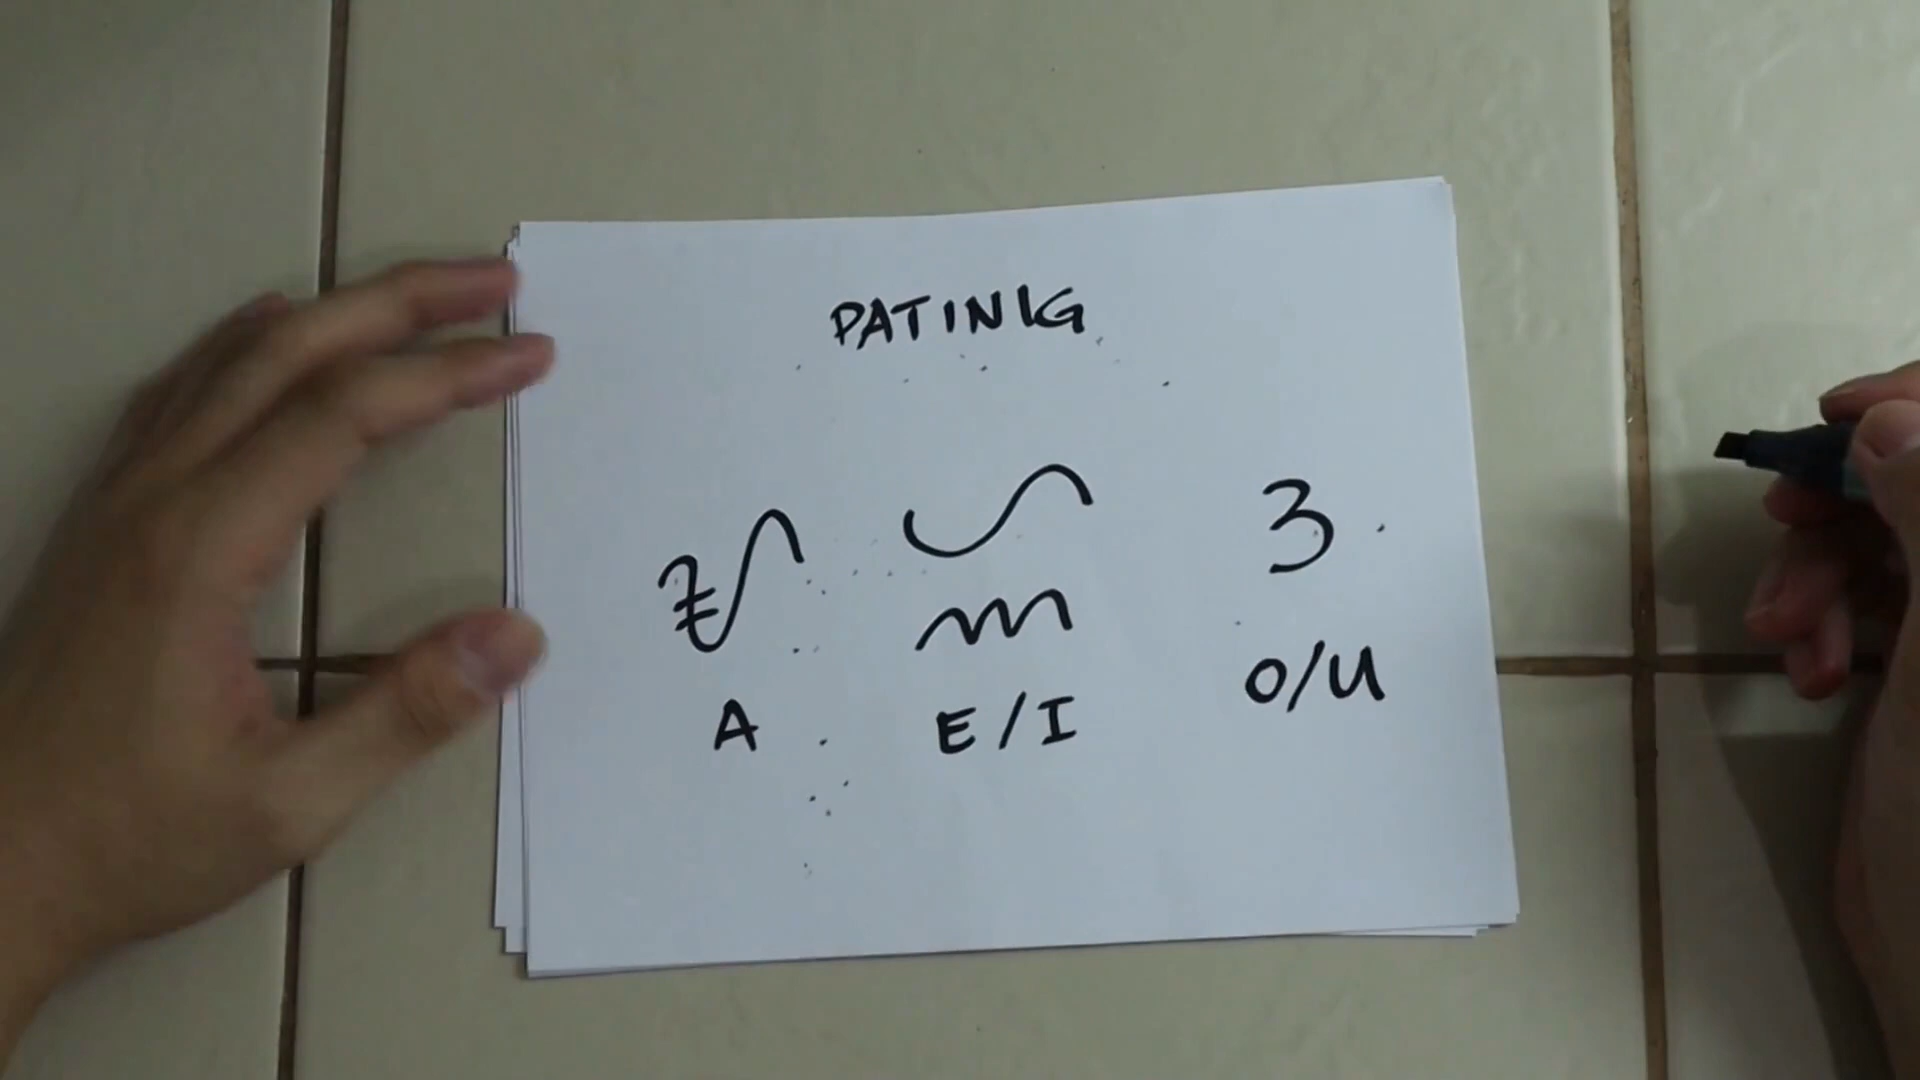 PATINIG
ᜀ ᜁ ᜂ
A E/I O/U